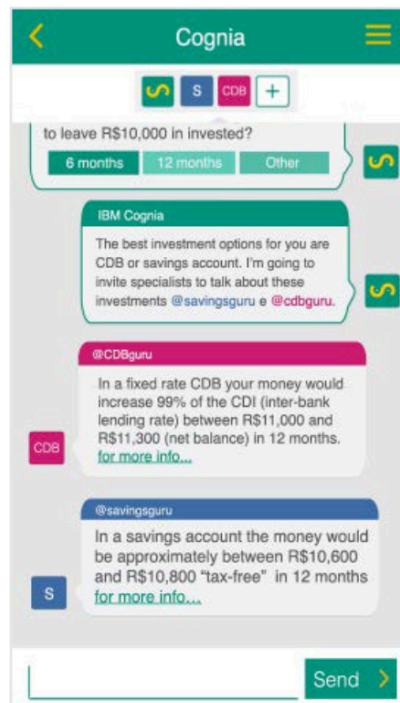 Cognia
S CDB +
to leave R$10,000 in invested?
6 months 12 months Other
IBM Cognia
The best investment options for you are
CDB or savings account. I'm going to
invite specialists to talk about these
investments @savingsguru e @cdbguru.
@CDBguru
In a fixed rate CDB your money would
increase 99% of the CDI (inter-bank
lending rate) between R$11,000 and
R$11,300 (net balance) in 12 months.
for more info...
CDB
@savingsguru
In a savings account the money would
be approximately between R$10,600
and R$10,800 “tax-free” in 12 months
for more info...
S
Send